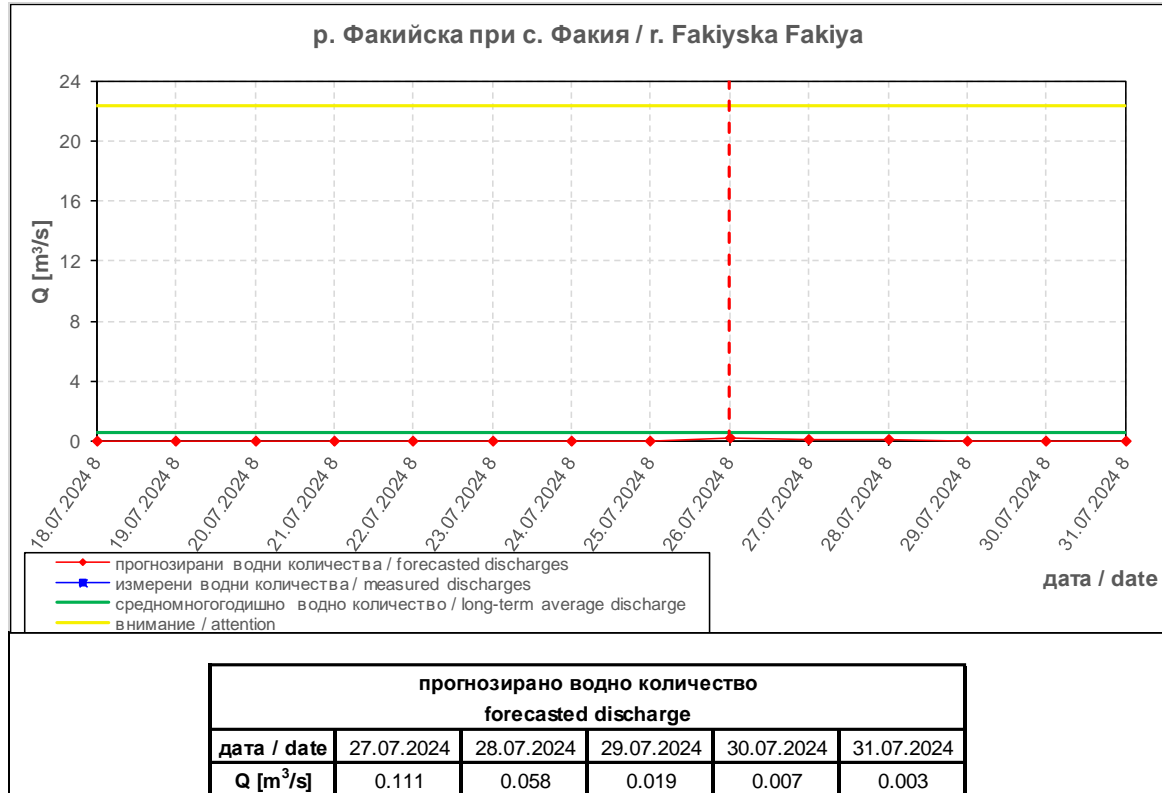 р. Факийска при с. Факия / r. Fakiyska Fakiya
24
20
16
12
8
4
0
Q [m³/s]
18.07.2024 8
19.07.2024 8
20.07.2024 8
21.07.2024 8
22.07.2024 8
23.07.2024 8
24.07.2024 8
25.07.2024 8
26.07.2024 8
27.07.2024 8
28.07.2024 8
29.07.2024 8
30.07.2024 8
31.07.2024 8
дата / date
прогнозирани водни количества / forecasted discharges
измерени водни количества / measured discharges
средномногогодишно водно количество / long-term average discharge
внимание / attention
прогнозирано водно количество
forecasted discharge
дата / date 27.07.2024 28.07.2024 29.07.2024 30.07.2024 31.07.2024
Q [m³/s] 0.111 0.058 0.019 0.007 0.003